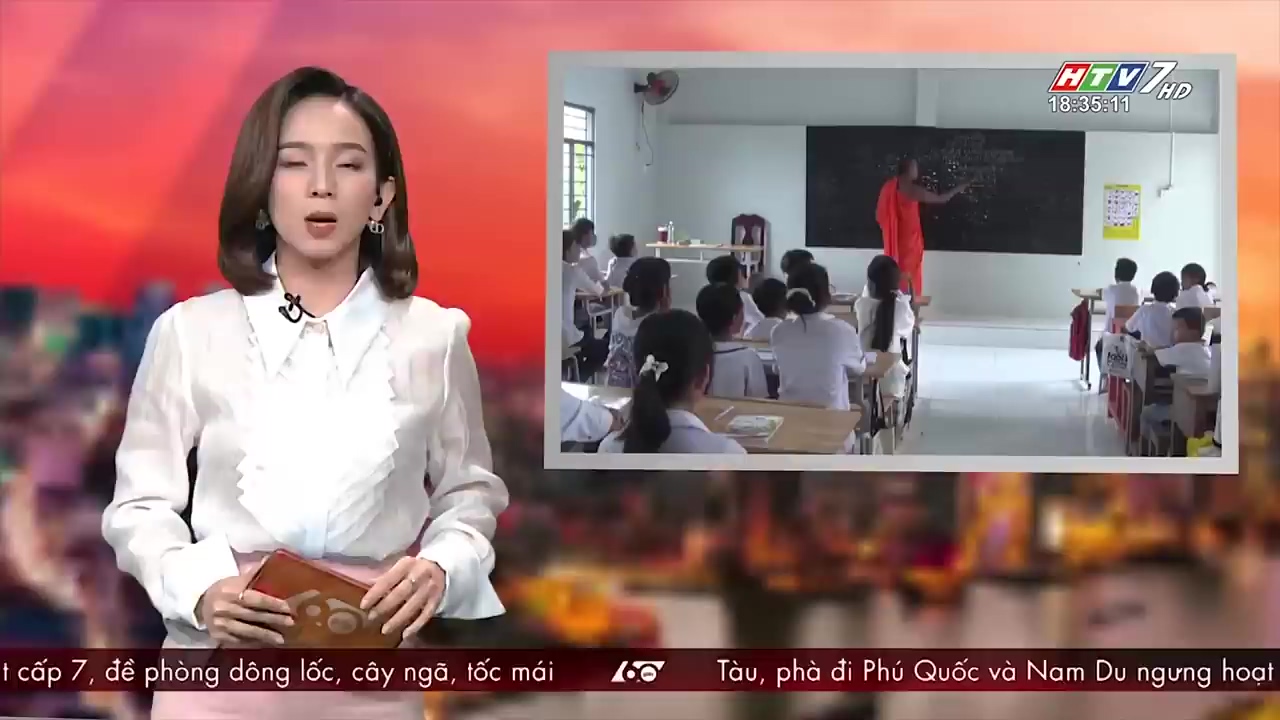 HTV7 HD
18:35:11
t cấp 7, đề phòng dông lốc, cây ngã, tốc mái
60
Tàu, phà đi Phú Quốc và Nam Du ngưng hoạt